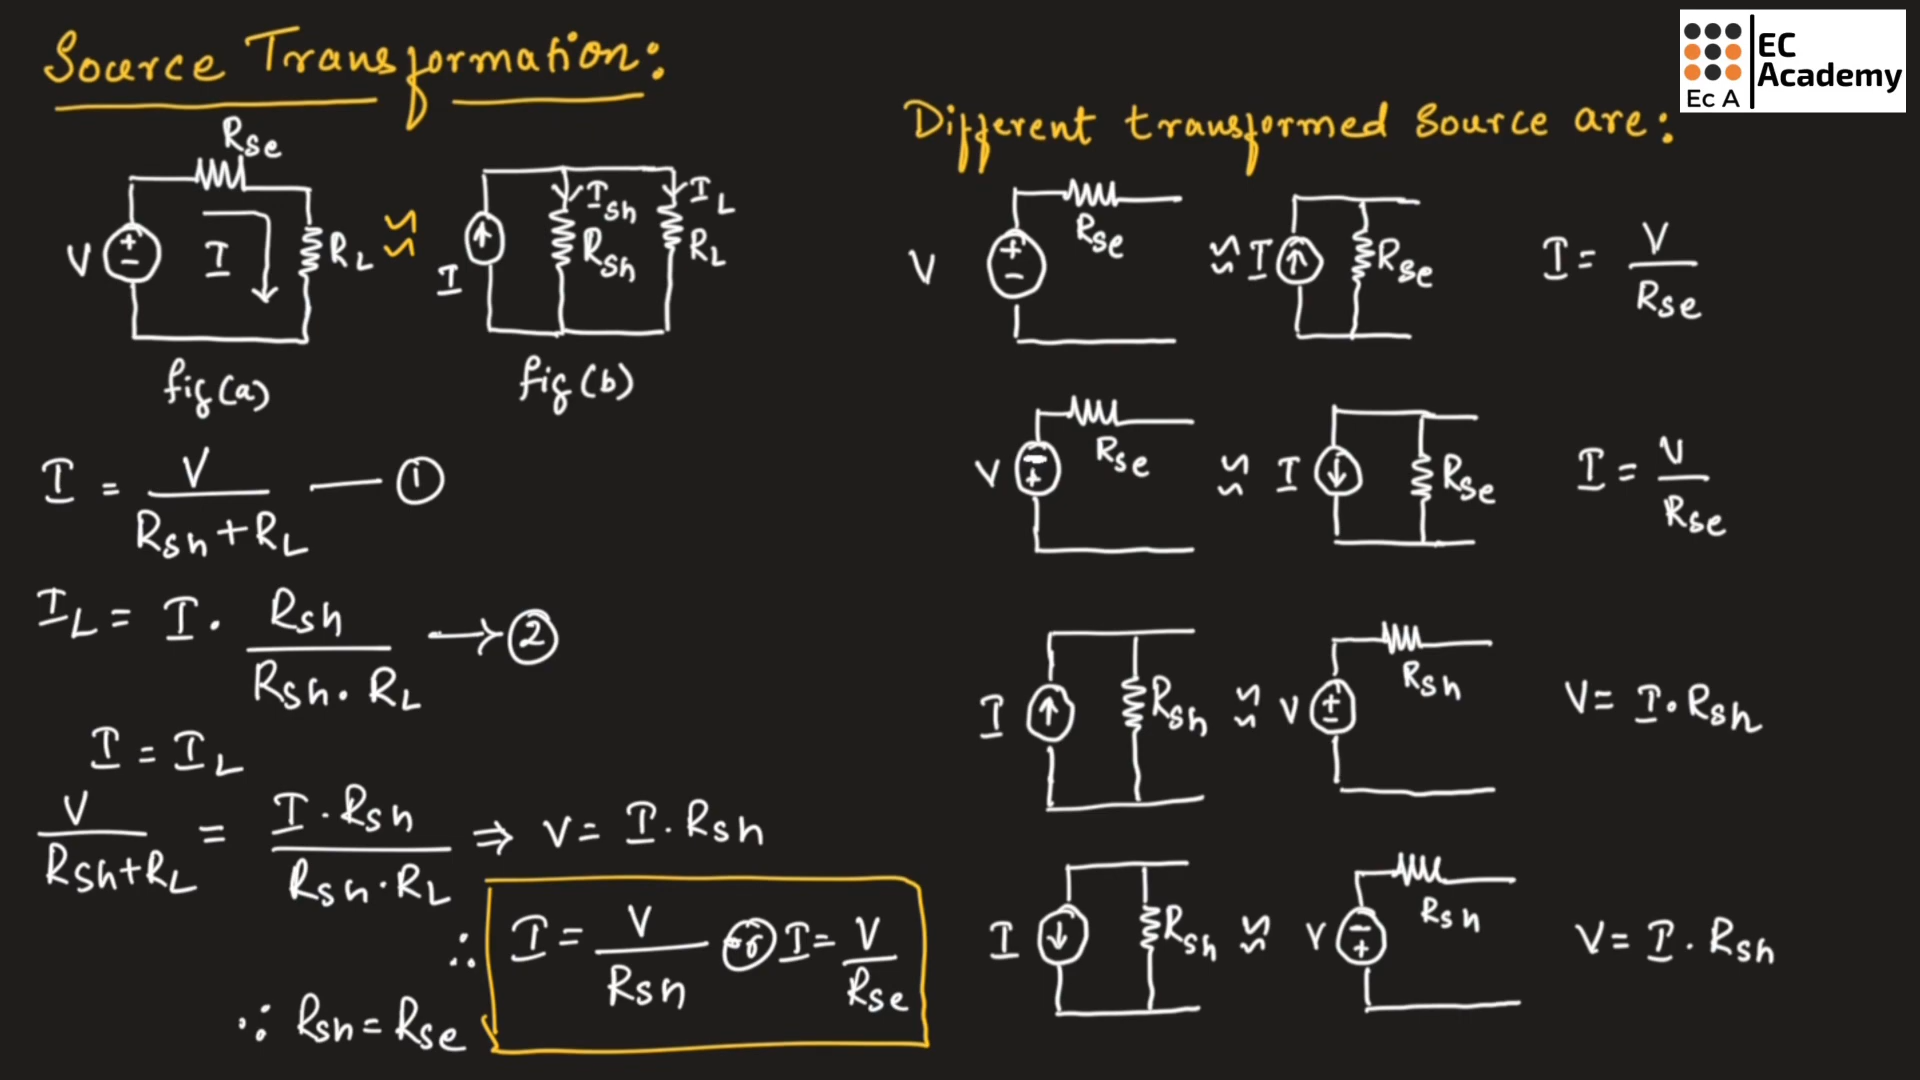 Source Transformation:
Rse
V + - I RL ≈ I Ish Rsh IL RL
fig(a) fig(b)
I = V / Rsh+RL — ①
IL = I · Rsh / Rsh · RL → ②
I = IL
V / Rsh+RL = I · Rsh / Rsh · RL ⇒ V = I · Rsh
∴ I = V / Rsh or I = V / Rse
∵ Rsh = Rse
EC Academy
Ec A
Different transformed source are:
V + - Rse ≈ I Rse I = V / Rse
V - + Rse ≈ I Rse I = V / Rse
I Rsh ≈ V + - Rsh V = I · Rsh
I Rsh ≈ V - + Rsh V = I · Rsh